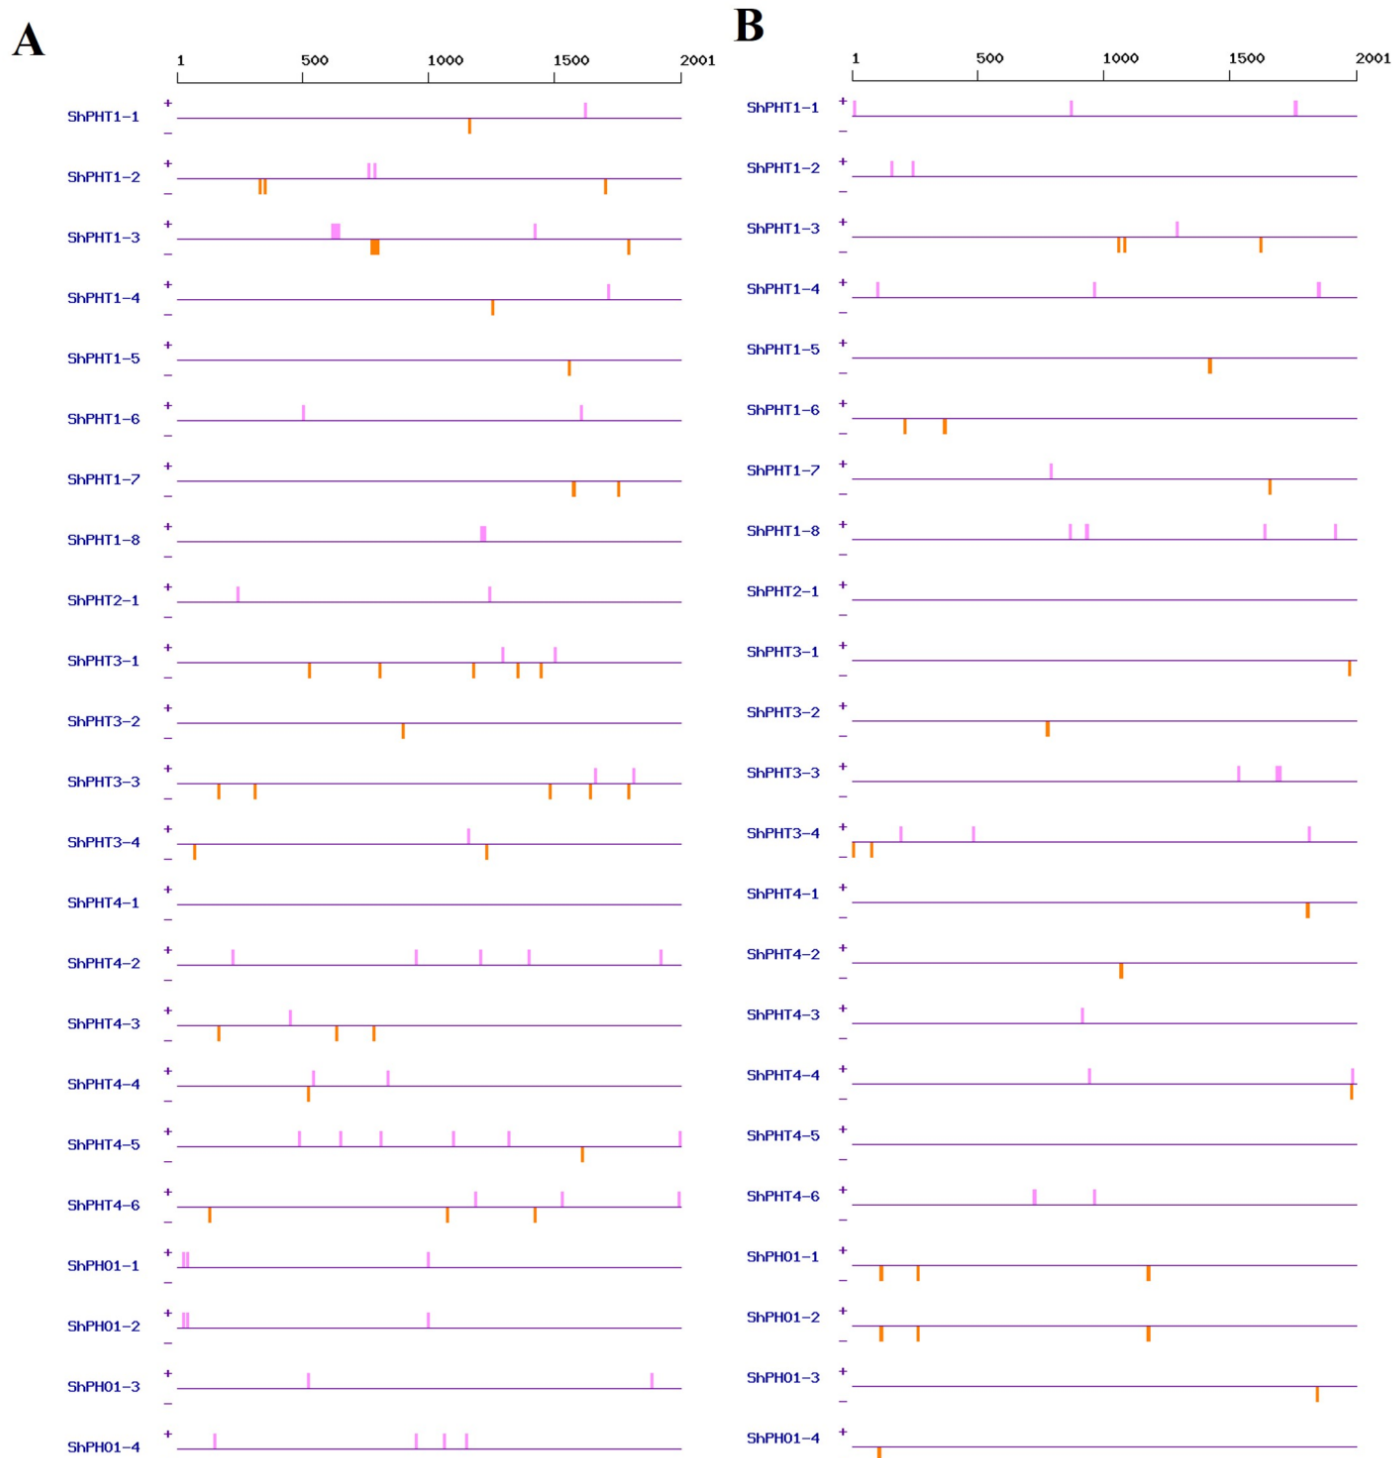 A
1 500 1000 1500 2001
ShPHT1-1 + −
ShPHT1-2 + −
ShPHT1-3 + −
ShPHT1-4 + −
ShPHT1-5 + −
ShPHT1-6 + −
ShPHT1-7 + −
ShPHT1-8 + −
ShPHT2-1 + −
ShPHT3-1 + −
ShPHT3-2 + −
ShPHT3-3 + −
ShPHT3-4 + −
ShPHT4-1 + −
ShPHT4-2 + −
ShPHT4-3 + −
ShPHT4-4 + −
ShPHT4-5 + −
ShPHT4-6 + −
ShPHO1-1 + −
ShPHO1-2 + −
ShPHO1-3 + −
ShPHO1-4 +
B
1 500 1000 1500 2001
ShPHT1-1 + −
ShPHT1-2 + −
ShPHT1-3 + −
ShPHT1-4 + −
ShPHT1-5 + −
ShPHT1-6 + −
ShPHT1-7 + −
ShPHT1-8 + −
ShPHT2-1 + −
ShPHT3-1 + −
ShPHT3-2 + −
ShPHT3-3 + −
ShPHT3-4 + −
ShPHT4-1 + −
ShPHT4-2 + −
ShPHT4-3 + −
ShPHT4-4 + −
ShPHT4-5 + −
ShPHT4-6 + −
ShPHO1-1 + −
ShPHO1-2 + −
ShPHO1-3 + −
ShPHO1-4 +